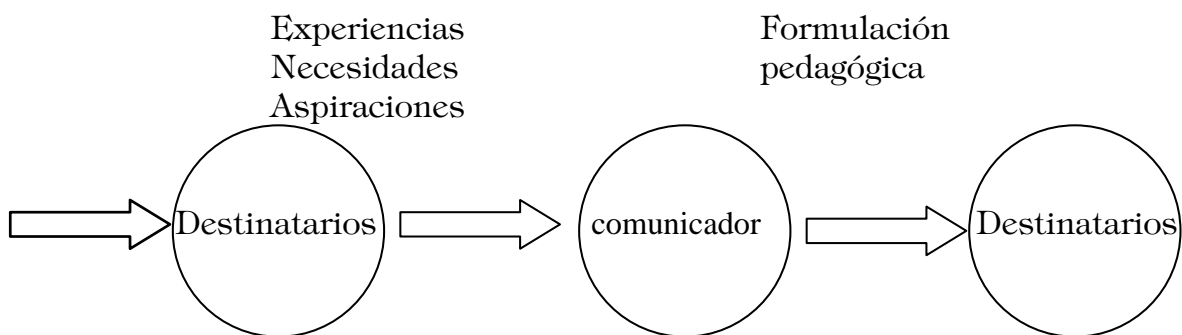 Experiencias
Necesidades
Aspiraciones
Formulación
pedagógica
Destinatarios
comunicador
Destinatarios